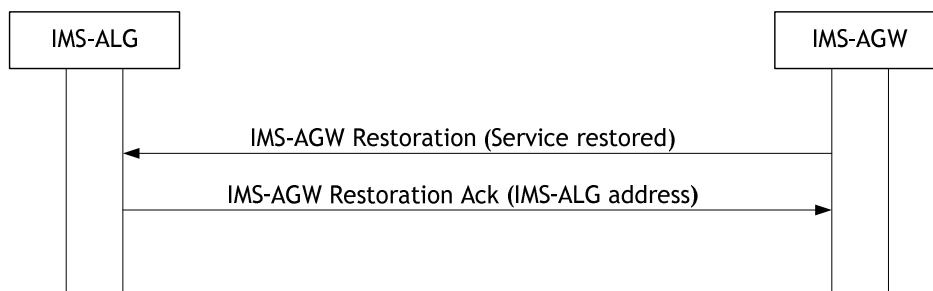 IMS-ALG
IMS-AGW
IMS-AGW Restoration (Service restored)
IMS-AGW Restoration Ack (IMS-ALG address)